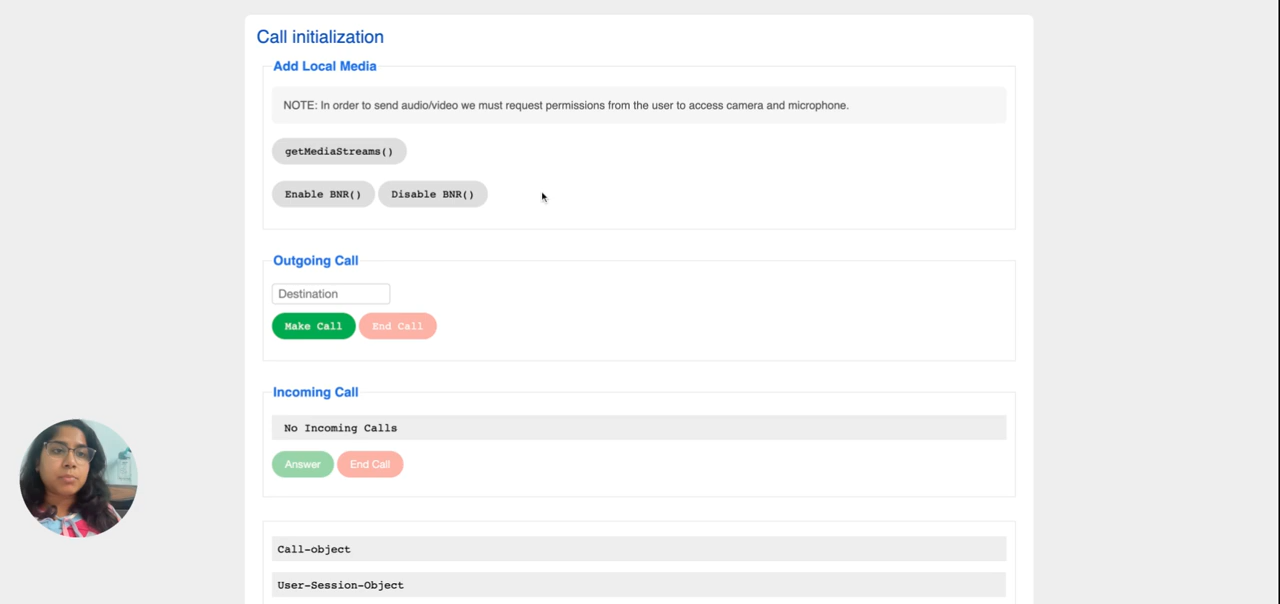 Call initialization
Add Local Media
NOTE: In order to send audio/video we must request permissions from the user to access camera and microphone.
getMediaStreams()
Enable BNR() Disable BNR()
Outgoing Call
Destination
Make Call End Call
Incoming Call
No Incoming Calls
Answer End Call
Call-object
User-Session-Object